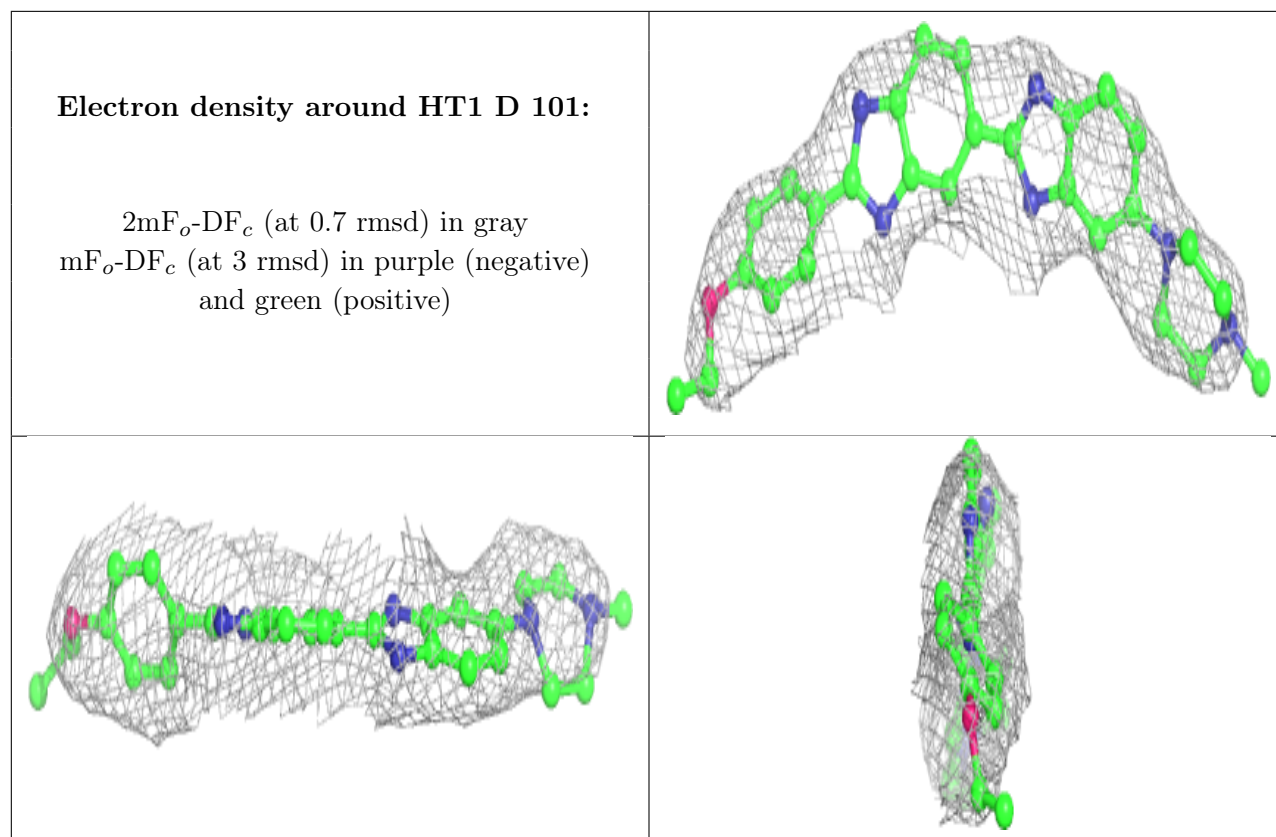 Electron density around HT1 D 101:
2mFo-DFc (at 0.7 rmsd) in gray
mFo-DFc (at 3 rmsd) in purple (negative)
and green (positive)